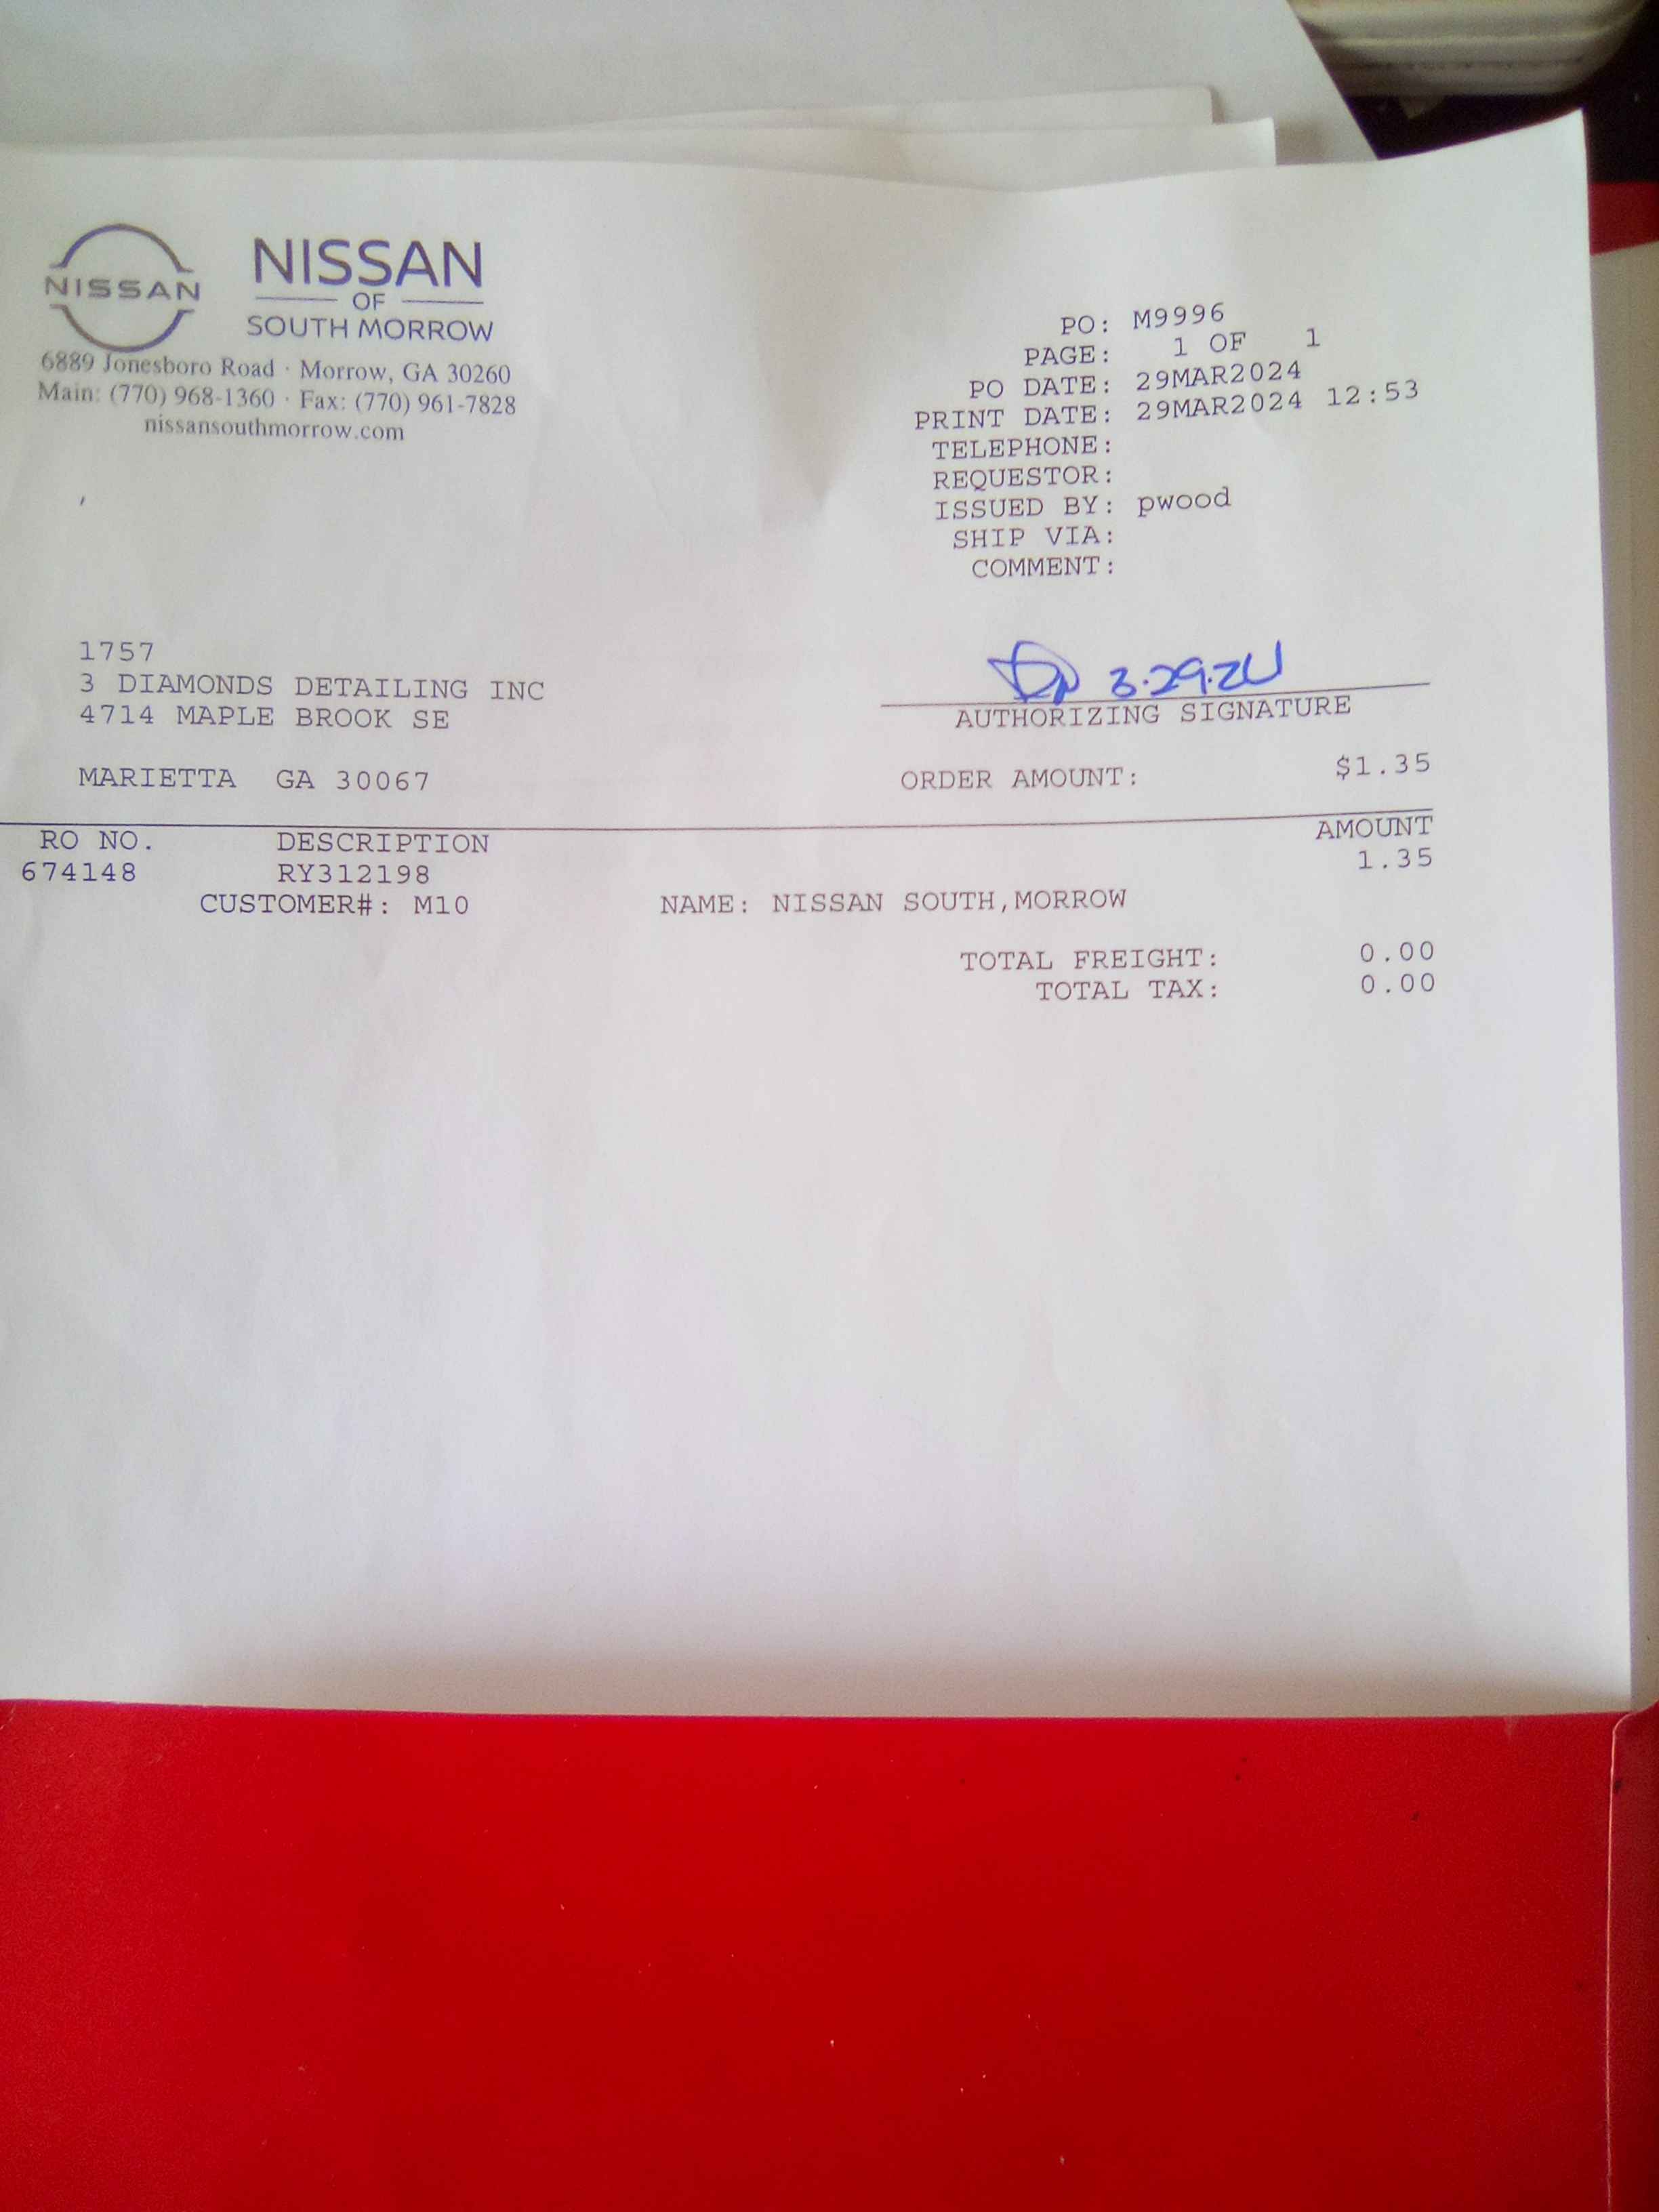 NISSAN
NISSAN
OF
SOUTH MORROW
6889 Jonesboro Road · Morrow, GA 30260
Main: (770) 968-1360 · Fax: (770) 961-7828
nissansouthmorrow.com
PO: M9996
PAGE: 1 OF 1
PO DATE: 29MAR2024
PRINT DATE: 29MAR2024 12:53
TELEPHONE:
REQUESTOR:
ISSUED BY: pwood
SHIP VIA:
COMMENT:
1757
3 DIAMONDS DETAILING INC
4714 MAPLE BROOK SE
MARIETTA GA 30067
3.29.24
AUTHORIZING SIGNATURE
ORDER AMOUNT: $1.35
RO NO. DESCRIPTION AMOUNT
674148 RY312198 1.35
CUSTOMER#: M10 NAME: NISSAN SOUTH,MORROW
TOTAL FREIGHT: 0.00
TOTAL TAX: 0.00